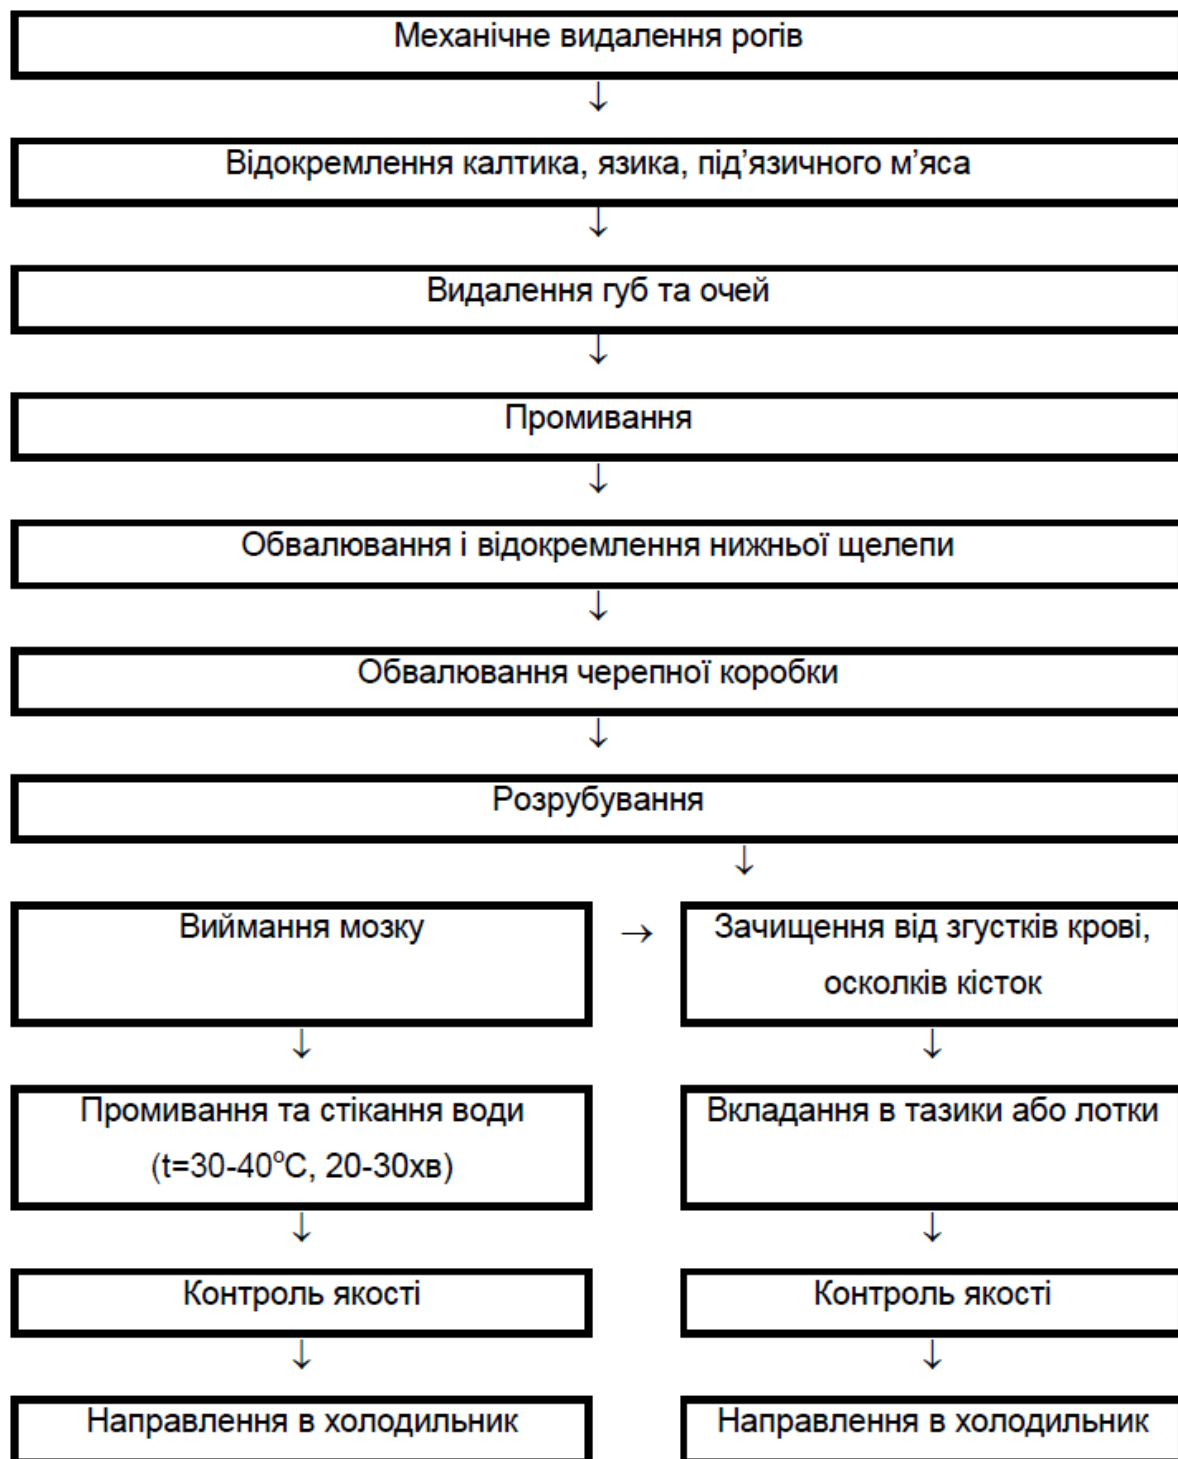 Механічне видалення рогів
↓
Відокремлення калтика, язика, під’язичного м’яса
↓
Видалення губ та очей
↓
Промивання
↓
Обвалювання і відокремлення нижньої щелепи
↓
Обвалювання черепної коробки
↓
Розрубування
↓
Виймання мозку
→
Зачищення від згустків крові,
осколків кісток
↓
↓
Промивання та стікання води
(t=30-40°С, 20-30хв)
Вкладання в тазики або лотки
↓
↓
Контроль якості
Контроль якості
↓
↓
Направлення в холодильник
Направлення в холодильник